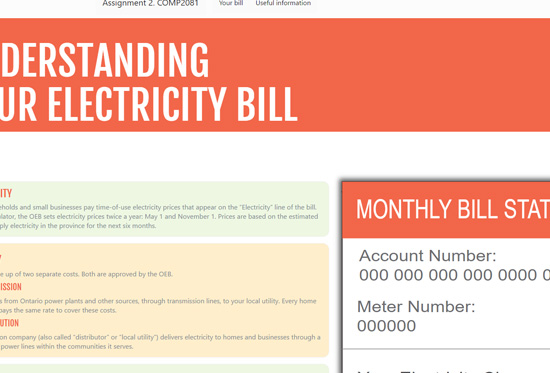 Assignment 2. COMP2081 Your bill Useful information
DERSTANDING
UR ELECTRICITY BILL
ITY
eholds and small businesses pay time-of-use electricity prices that appear on the "Electricity" line of the bill.
ulator, the OEB sets electricity prices twice a year: May 1 and November 1. Prices are based on the estimated
ply electricity in the province for the next six months.
Y
e up of two separate costs. Both are approved by the OEB.
ISSION
s from Ontario power plants and other sources, through transmission lines, to your local utility. Every home
pays the same rate to cover these costs.
UTION
on company (also called "distributor" or "local utility") delivers electricity to homes and businesses through a
power lines within the communities it serves.
MONTHLY BILL STAT
Account Number:
000 000 000 000 0000 0
Meter Number:
000000